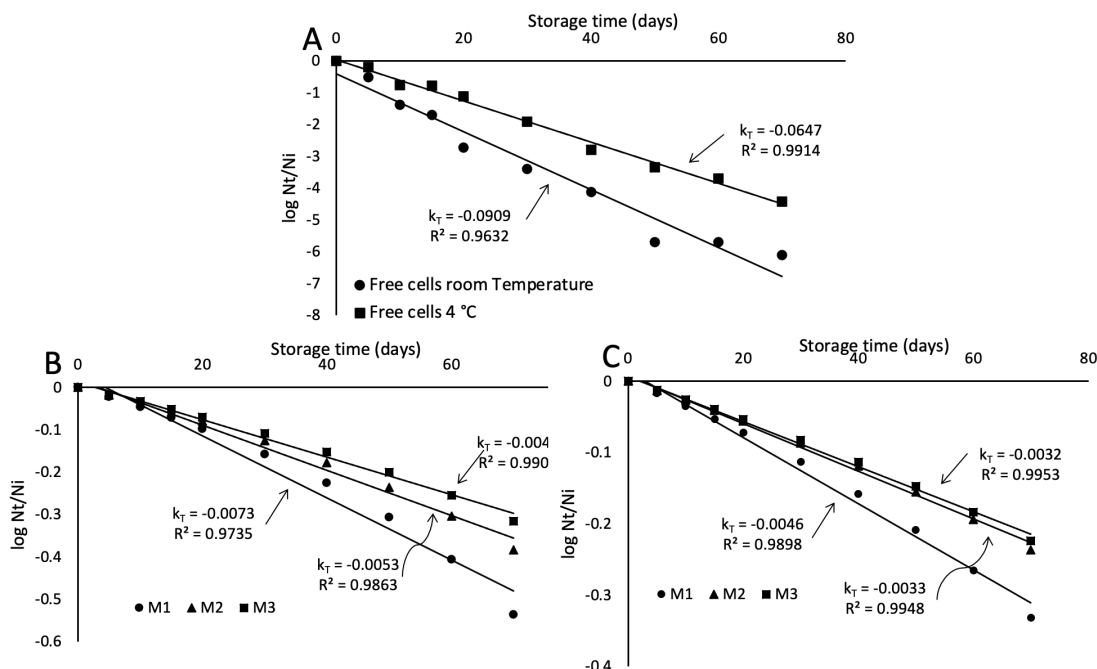 Storage time (days)
A
0 20 40 60 80
0
-1
-2
-3
-4
-5
-6
-7
-8
log Nt/Ni
kT = -0.0647
R² = 0.9914
kT = -0.0909
R² = 0.9632
Free cells room Temperature
Free cells 4 °C
B
Storage time (days)
0 20 40 60
0
-0.1
-0.2
-0.3
-0.4
-0.5
-0.6
log Nt/Ni
kT = -0.004
R² = 0.990
kT = -0.0073
R² = 0.9735
kT = -0.0053
R² = 0.9863
M1 M2 M3
C
Storage time (days)
0 20 40 60 80
0
-0.1
-0.2
-0.3
-0.4
log Nt/Ni
kT = -0.0032
R² = 0.9953
kT = -0.0046
R² = 0.9898
kT = -0.0033
R² = 0.9948
M1 M2 M3